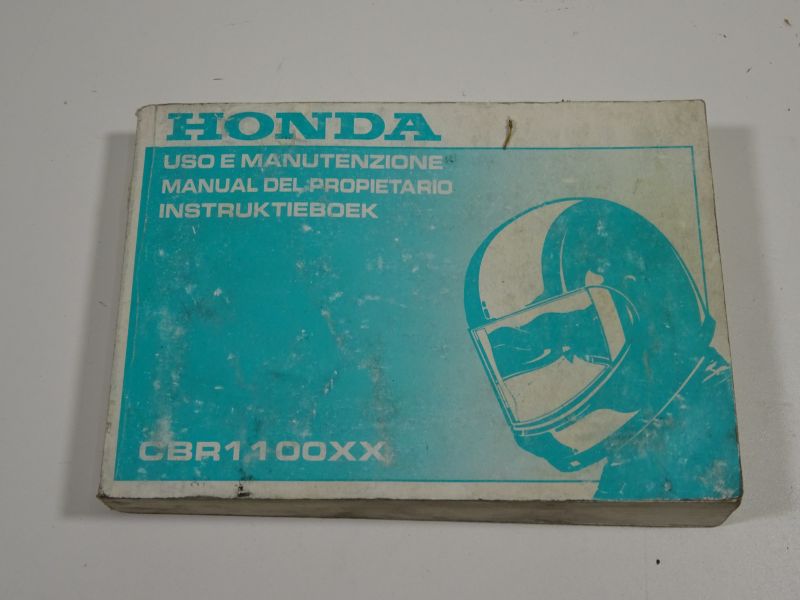 HONDA
USO E MANUTENZIONE
MANUAL DEL PROPIETARIO
INSTRUKTIEBOEK
CBR1100XX